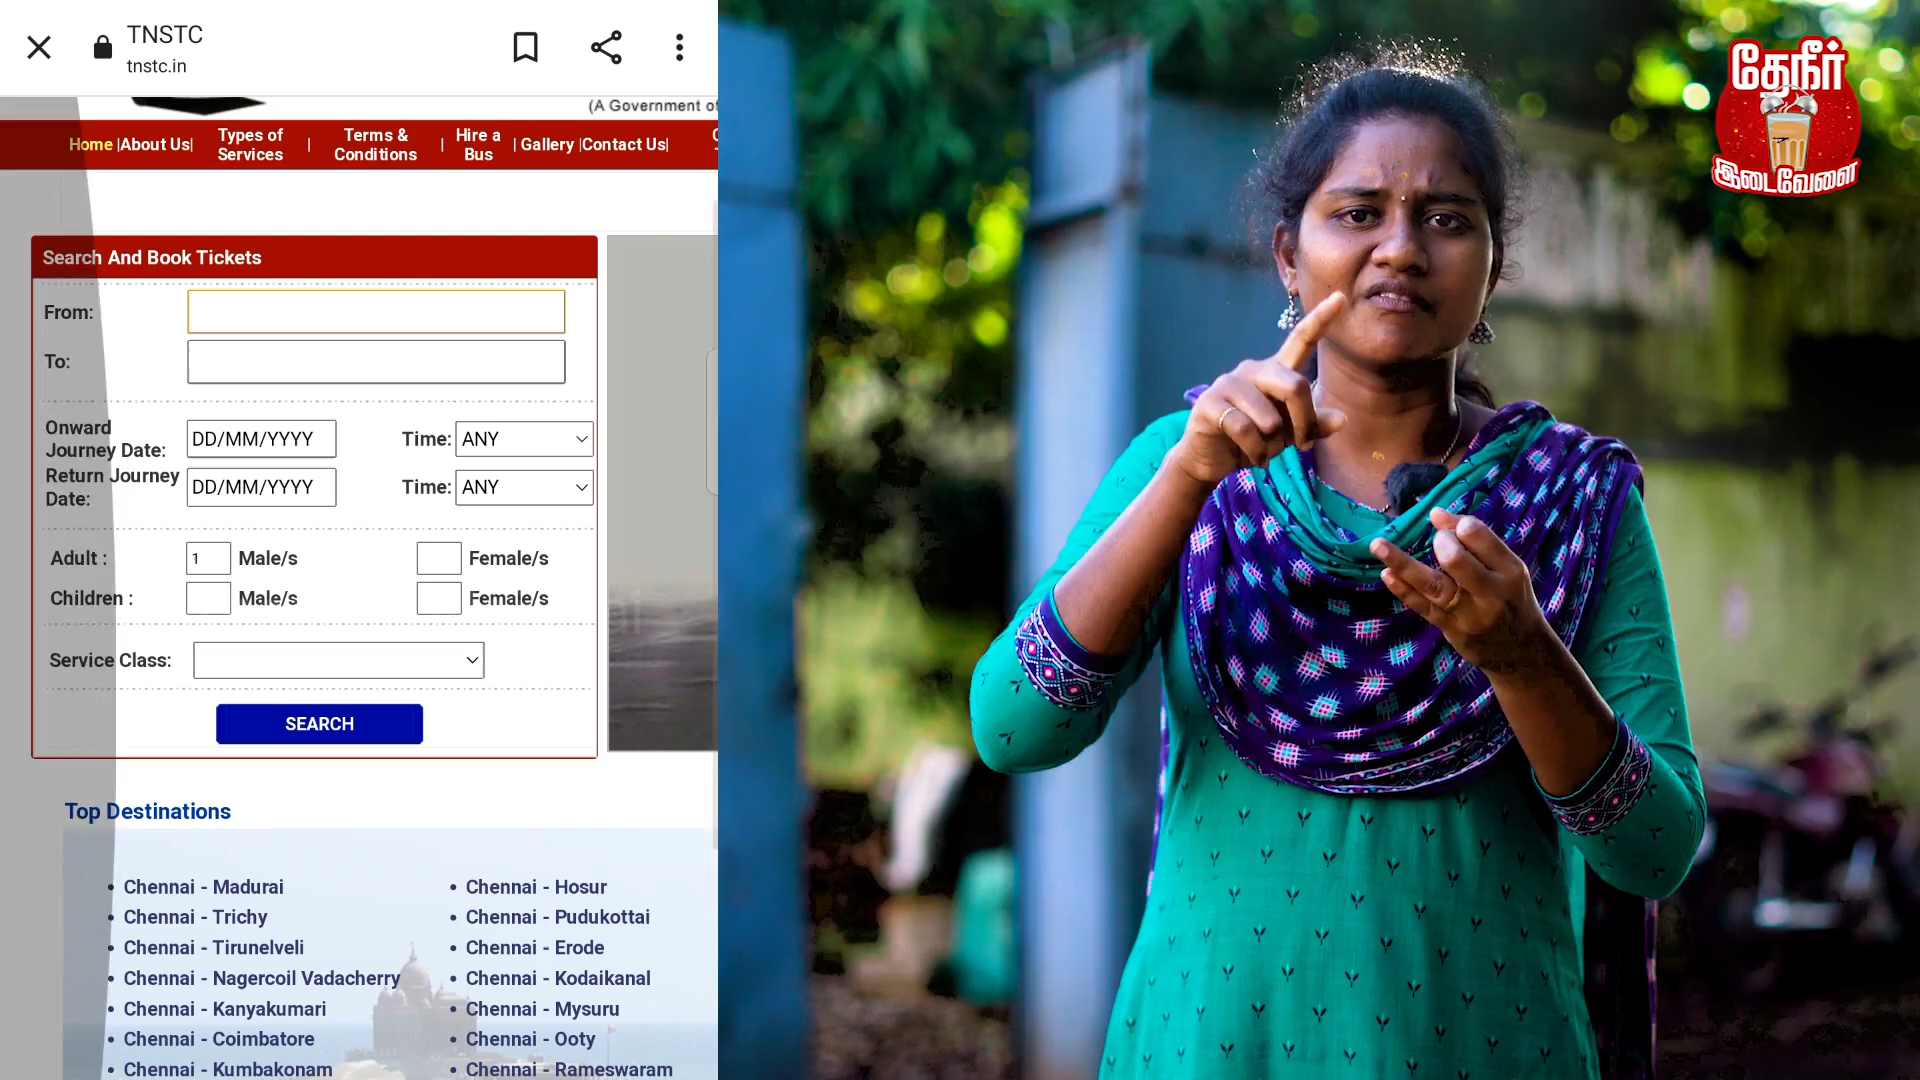 TNSTC
tnstc.in
(A Government of
Home |About Us| Types of Services | Terms & Conditions | Hire a Bus | Gallery |Contact Us|
Search And Book Tickets
From:
To:
Onward Journey Date: DD/MM/YYYY Time: ANY
Return Journey Date: DD/MM/YYYY Time: ANY
Adult : 1 Male/s Female/s
Children : Male/s Female/s
Service Class:
SEARCH
Top Destinations
• Chennai - Madurai
• Chennai - Trichy
• Chennai - Tirunelveli
• Chennai - Nagercoil Vadacherry
• Chennai - Kanyakumari
• Chennai - Coimbatore
• Chennai - Kumbakonam
• Chennai - Hosur
• Chennai - Pudukottai
• Chennai - Erode
• Chennai - Kodaikanal
• Chennai - Mysuru
• Chennai - Ooty
• Chennai - Rameswaram
தேநீர்
இடைவேளை